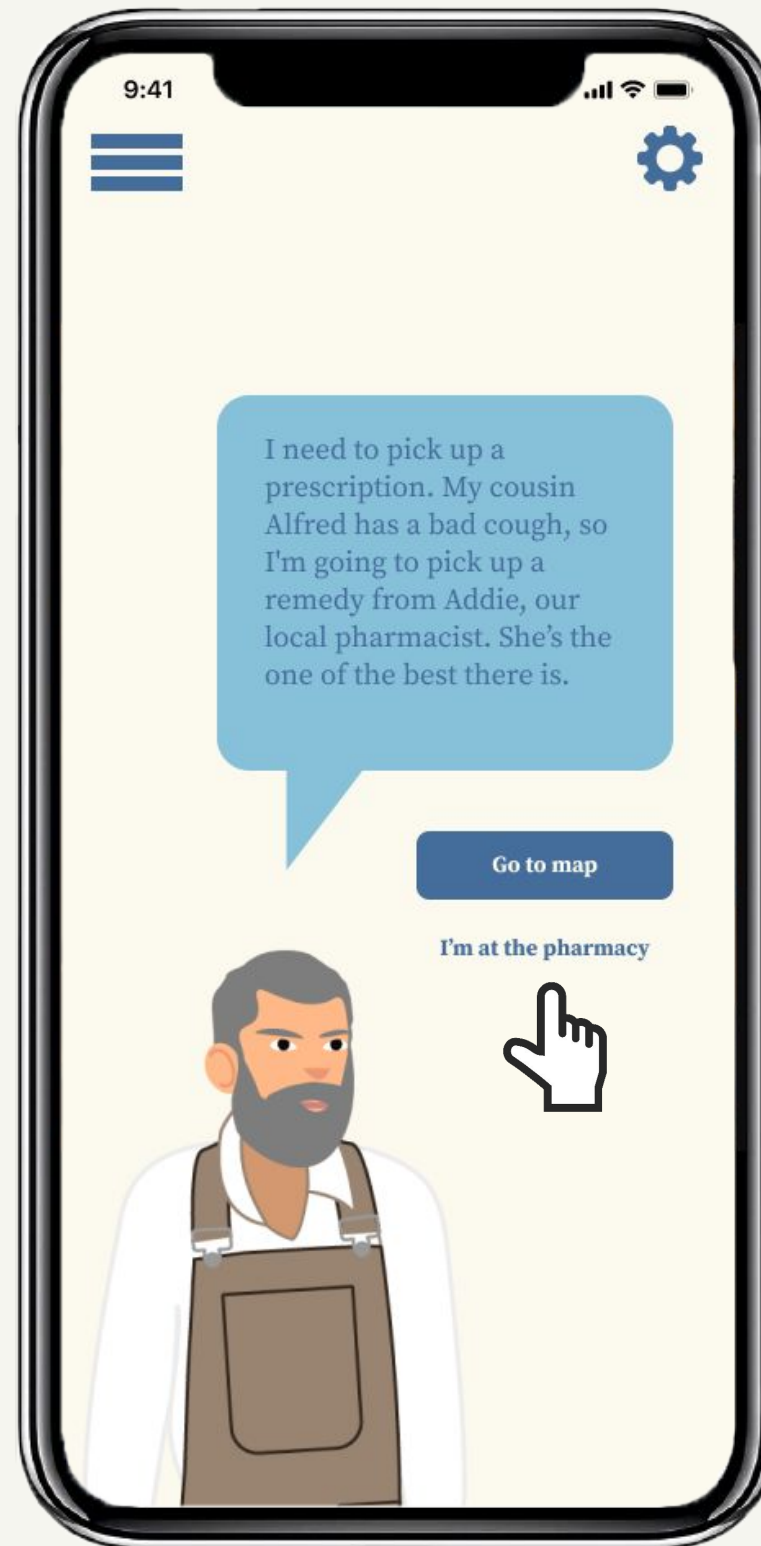 9:41
I need to pick up a
prescription. My cousin
Alfred has a bad cough, so
I'm going to pick up a
remedy from Addie, our
local pharmacist. She’s the
one of the best there is.
Go to map
I’m at the pharmacy